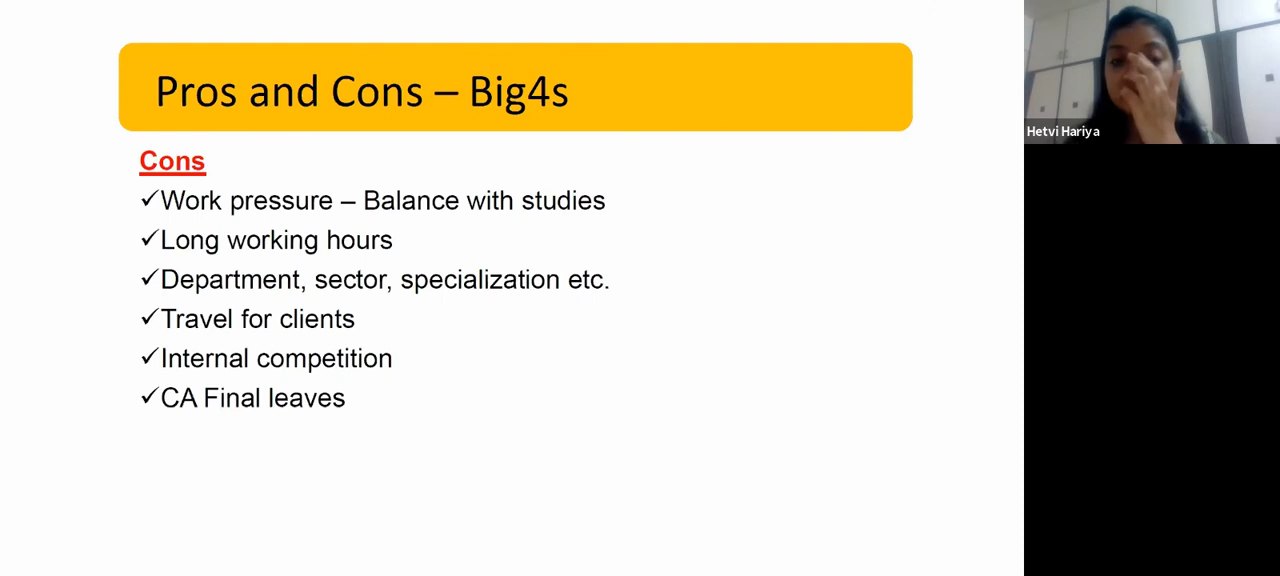 Pros and Cons – Big4s
Cons
✓Work pressure – Balance with studies
✓Long working hours
✓Department, sector, specialization etc.
✓Travel for clients
✓Internal competition
✓CA Final leaves
Hetvi Hariya